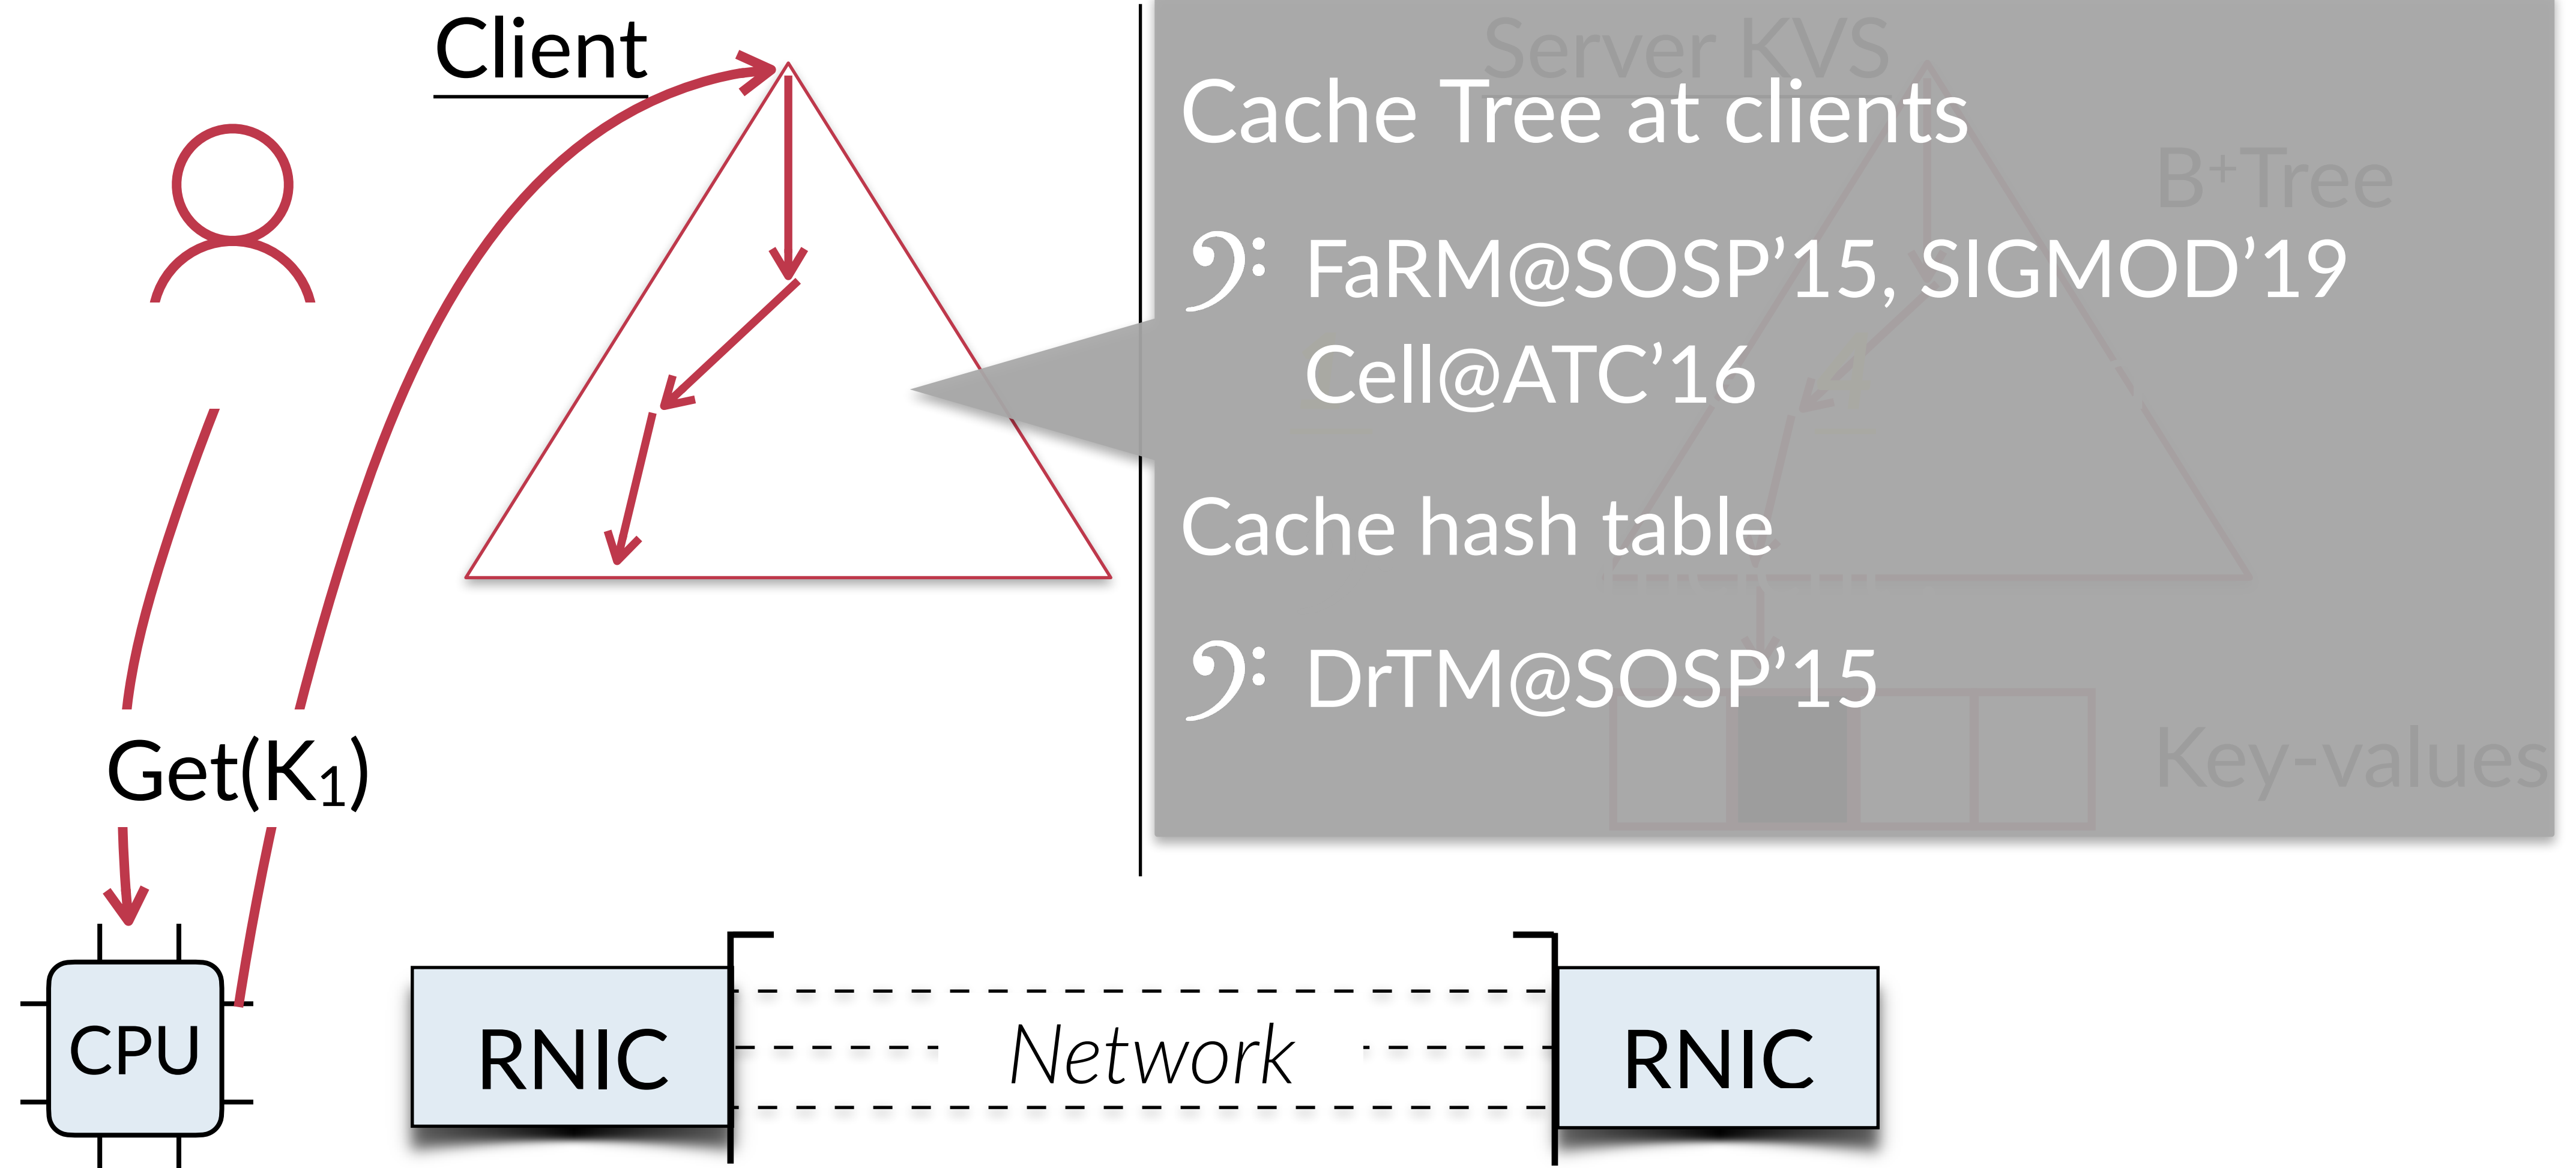 Client
Server KVS
Cache Tree at clients
B+Tree
FaRM@SOSP’15, SIGMOD’19
Cell@ATC’16
Cache hash table
DrTM@SOSP’15
Get(K1)
Key-values
CPU
RNIC
Network
RNIC